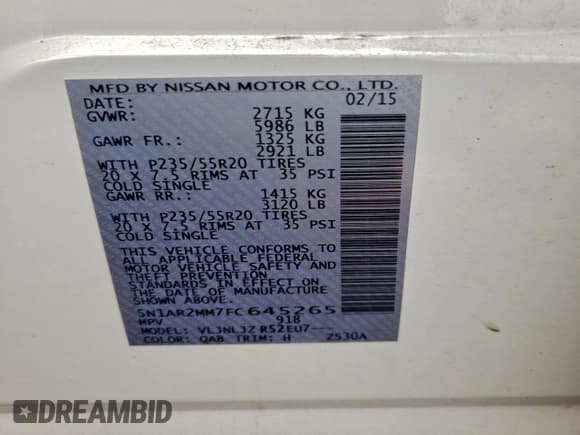 MFD BY NISSAN MOTOR CO., LTD.
DATE: 02/15
GVWR: 2715 KG
5986 LB
GAWR FR.: 1325 KG
2921 LB
WITH P235/55R20 TIRES
20 X 7.5 RIMS AT 35 PSI
COLD SINGLE
GAWR RR.: 1415 KG
3120 LB
WITH P235/55R20 TIRES
20 X 7.5 RIMS AT 35 PSI
COLD SINGLE
THIS VEHICLE CONFORMS TO
ALL APPLICABLE FEDERAL
MOTOR VEHICLE SAFETY AND
THEFT PREVENTION
STANDARDS IN EFFECT ON
THE DATE OF MANUFACTURE
SHOWN ABOVE.
5N1AR2MM7FC645265
MPV 918
MODEL: VLJNLJZ R52EU7---
COLOR: QAB TRIM: H ZS30A
DREAMBID